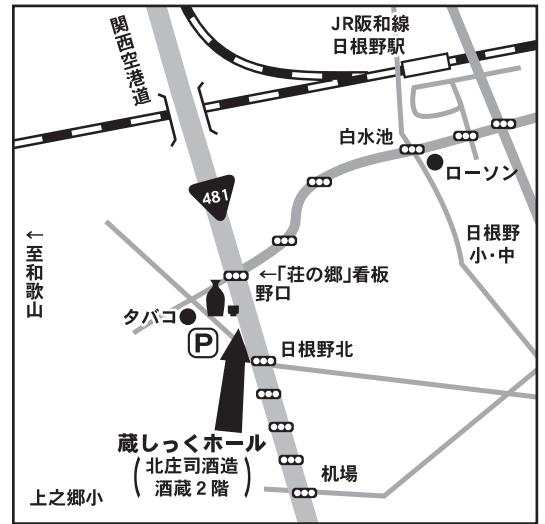 JR阪和線
日根野駅
関西空港道
白水池
ローソン
481
日根野
小・中
←至和歌山
←「荘の郷」看板
野口
タバコ
P
日根野北
蔵しっくホール
(北庄司酒造
酒蔵2階)
机場
上之郷小